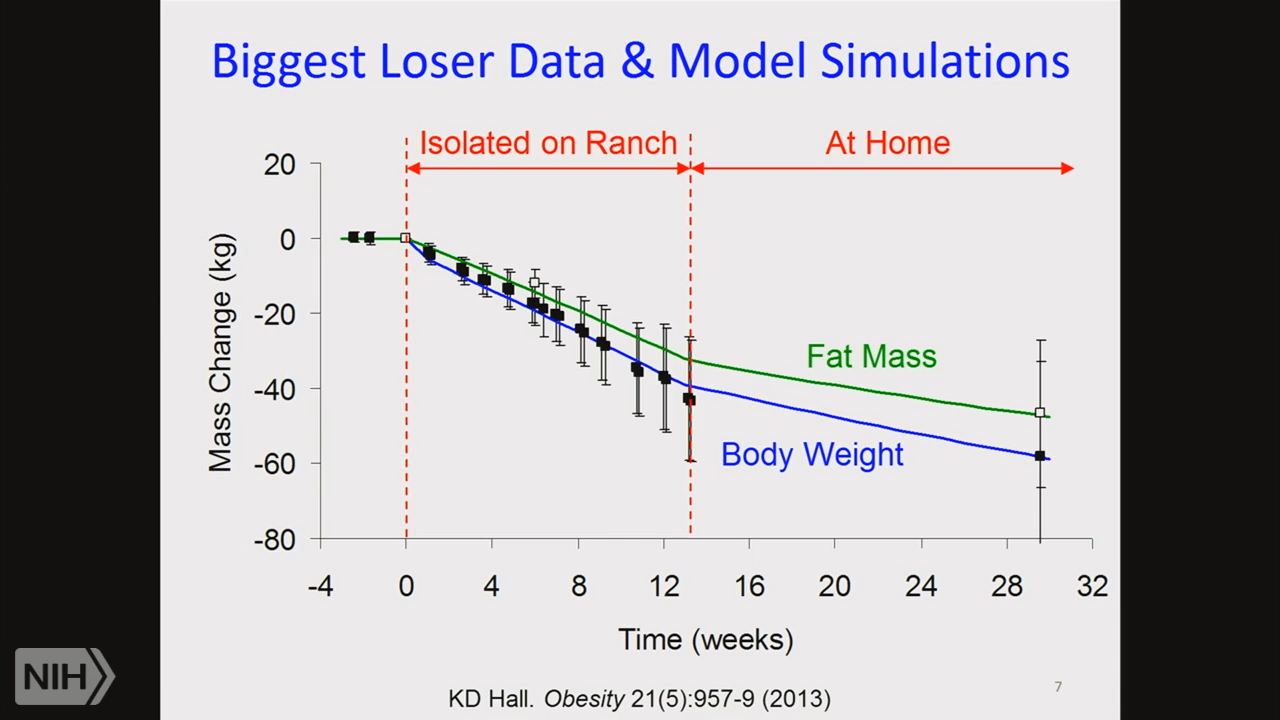 Biggest Loser Data & Model Simulations
Isolated on Ranch
At Home
20
0
-20
-40
-60
-80
Mass Change (kg)
Fat Mass
Body Weight
-4 0 4 8 12 16 20 24 28 32
Time (weeks)
NIH
7
KD Hall. Obesity 21(5):957-9 (2013)